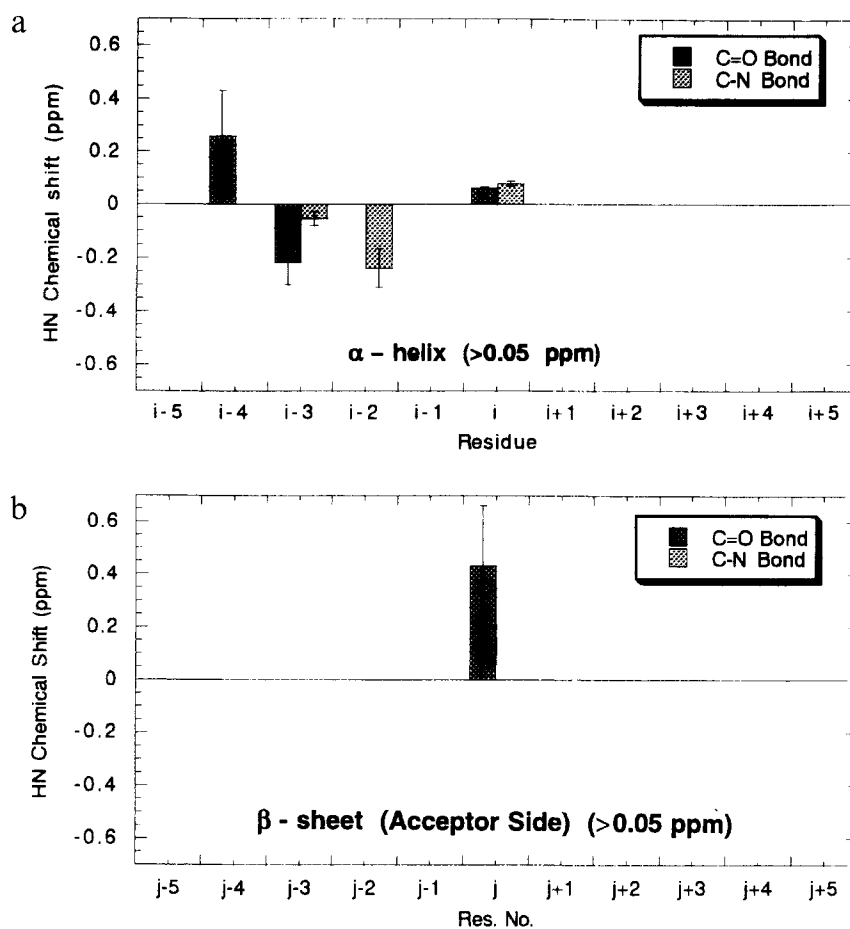 a
HN Chemical shift (ppm)
0.6
0.4
0.2
0
-0.2
-0.4
-0.6
C=O Bond
C-N Bond
α – helix (>0.05 ppm)
i-5 i-4 i-3 i-2 i-1 i i+1 i+2 i+3 i+4 i+5
Residue
b
HN Chemical Shift (ppm)
0.6
0.4
0.2
0
-0.2
-0.4
-0.6
C=O Bond
C-N Bond
β - sheet (Acceptor Side) (>0.05 ppm)
j-5 j-4 j-3 j-2 j-1 j j+1 j+2 j+3 j+4 j+5
Res. No.